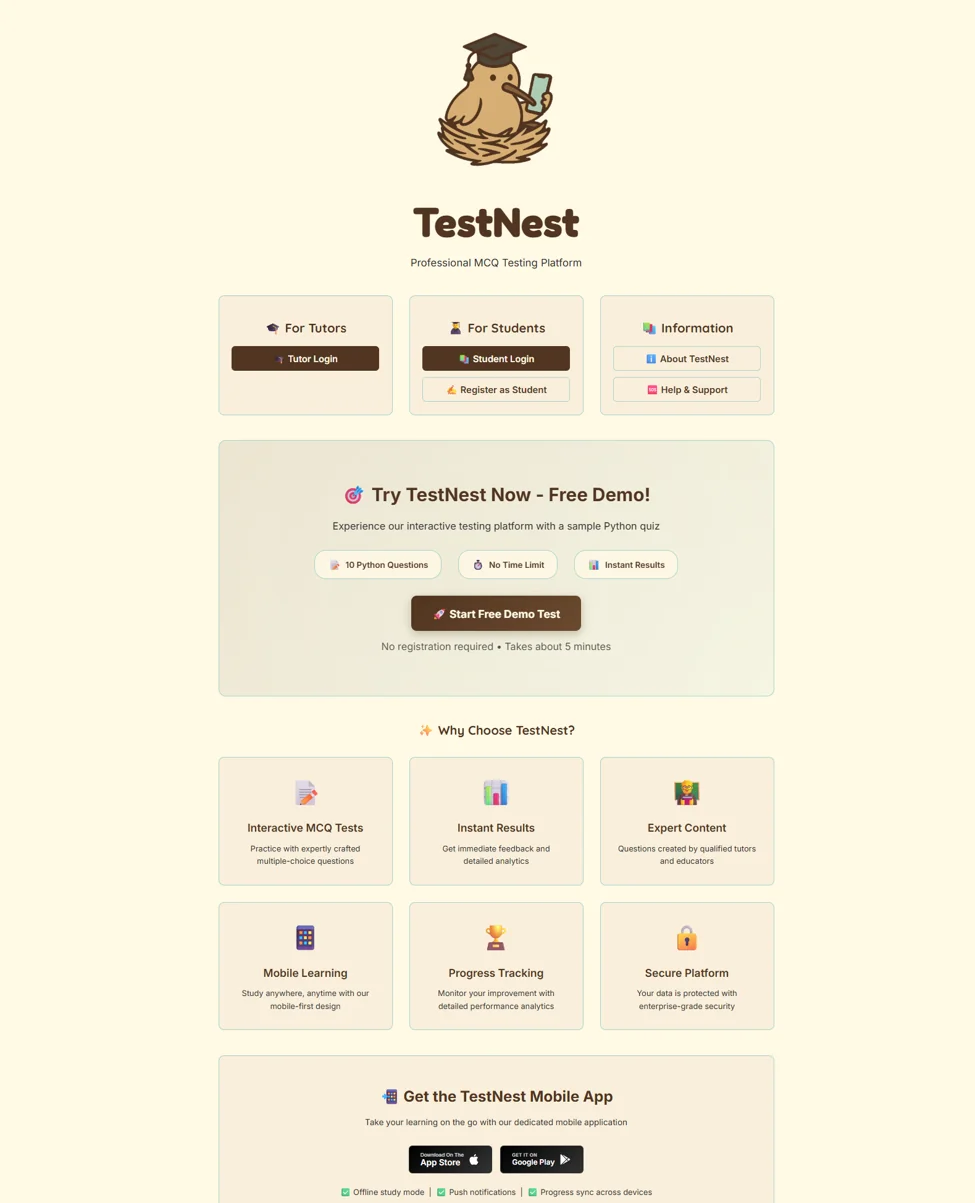 TestNest
Professional MCQ Testing Platform
For Tutors
Tutor Login
For Students
Student Login
Register as Student
Information
About TestNest
Help & Support
Try TestNest Now - Free Demo!
Experience our interactive testing platform with a sample Python quiz
10 Python Questions
No Time Limit
Instant Results
Start Free Demo Test
No registration required • Takes about 5 minutes
Why Choose TestNest?
Interactive MCQ Tests
Practice with expertly crafted
multiple-choice questions
Instant Results
Get immediate feedback and
detailed analytics
Expert Content
Questions created by qualified tutors
and educators
Mobile Learning
Study anywhere, anytime with our
mobile-first design
Progress Tracking
Monitor your improvement with
detailed performance analytics
Secure Platform
Your data is protected with
enterprise-grade security
Get the TestNest Mobile App
Take your learning on the go with our dedicated mobile application
Download On The
App Store
GET IT ON
Google Play
Offline study mode | Push notifications | Progress sync across devices